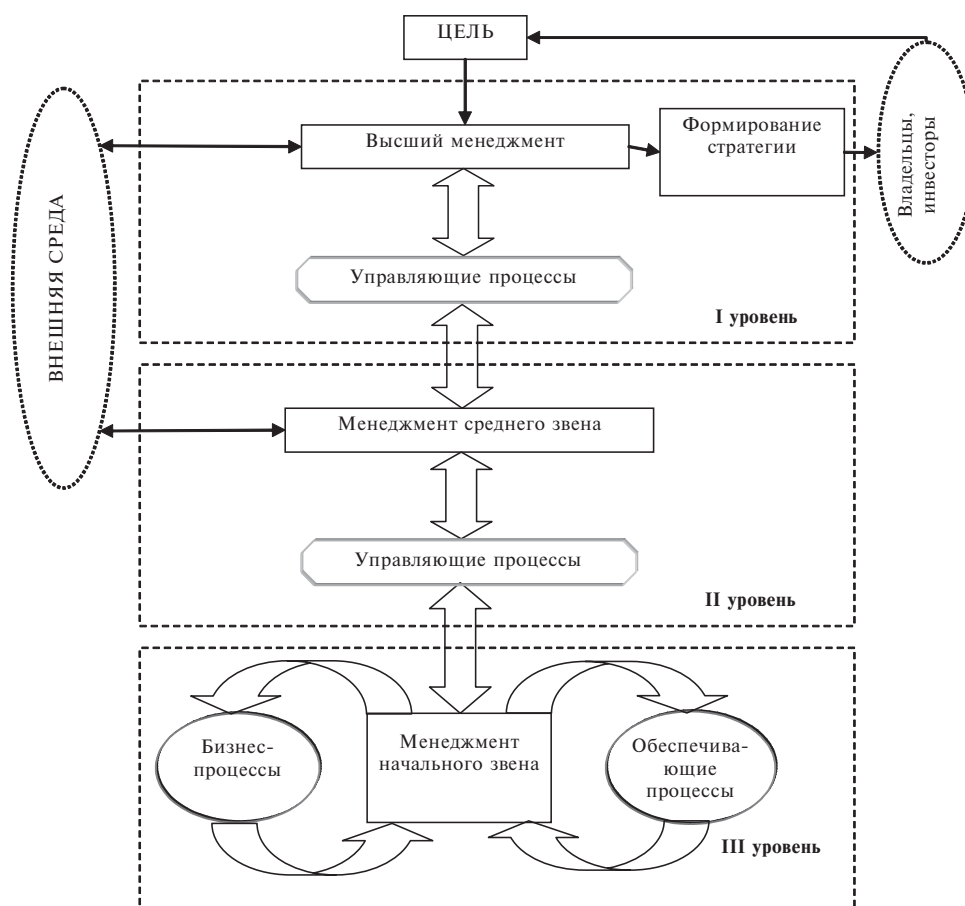 ЦЕЛЬ
Высший менеджмент
Формирование
стратегии
Владельцы,
инвесторы
ВНЕШНЯЯ СРЕДА
Управляющие процессы
I уровень
Менеджмент среднего звена
Управляющие процессы
II уровень
Бизнес-
процессы
Менеджмент
начального звена
Обеспечива-
ющие
процессы
III уровень